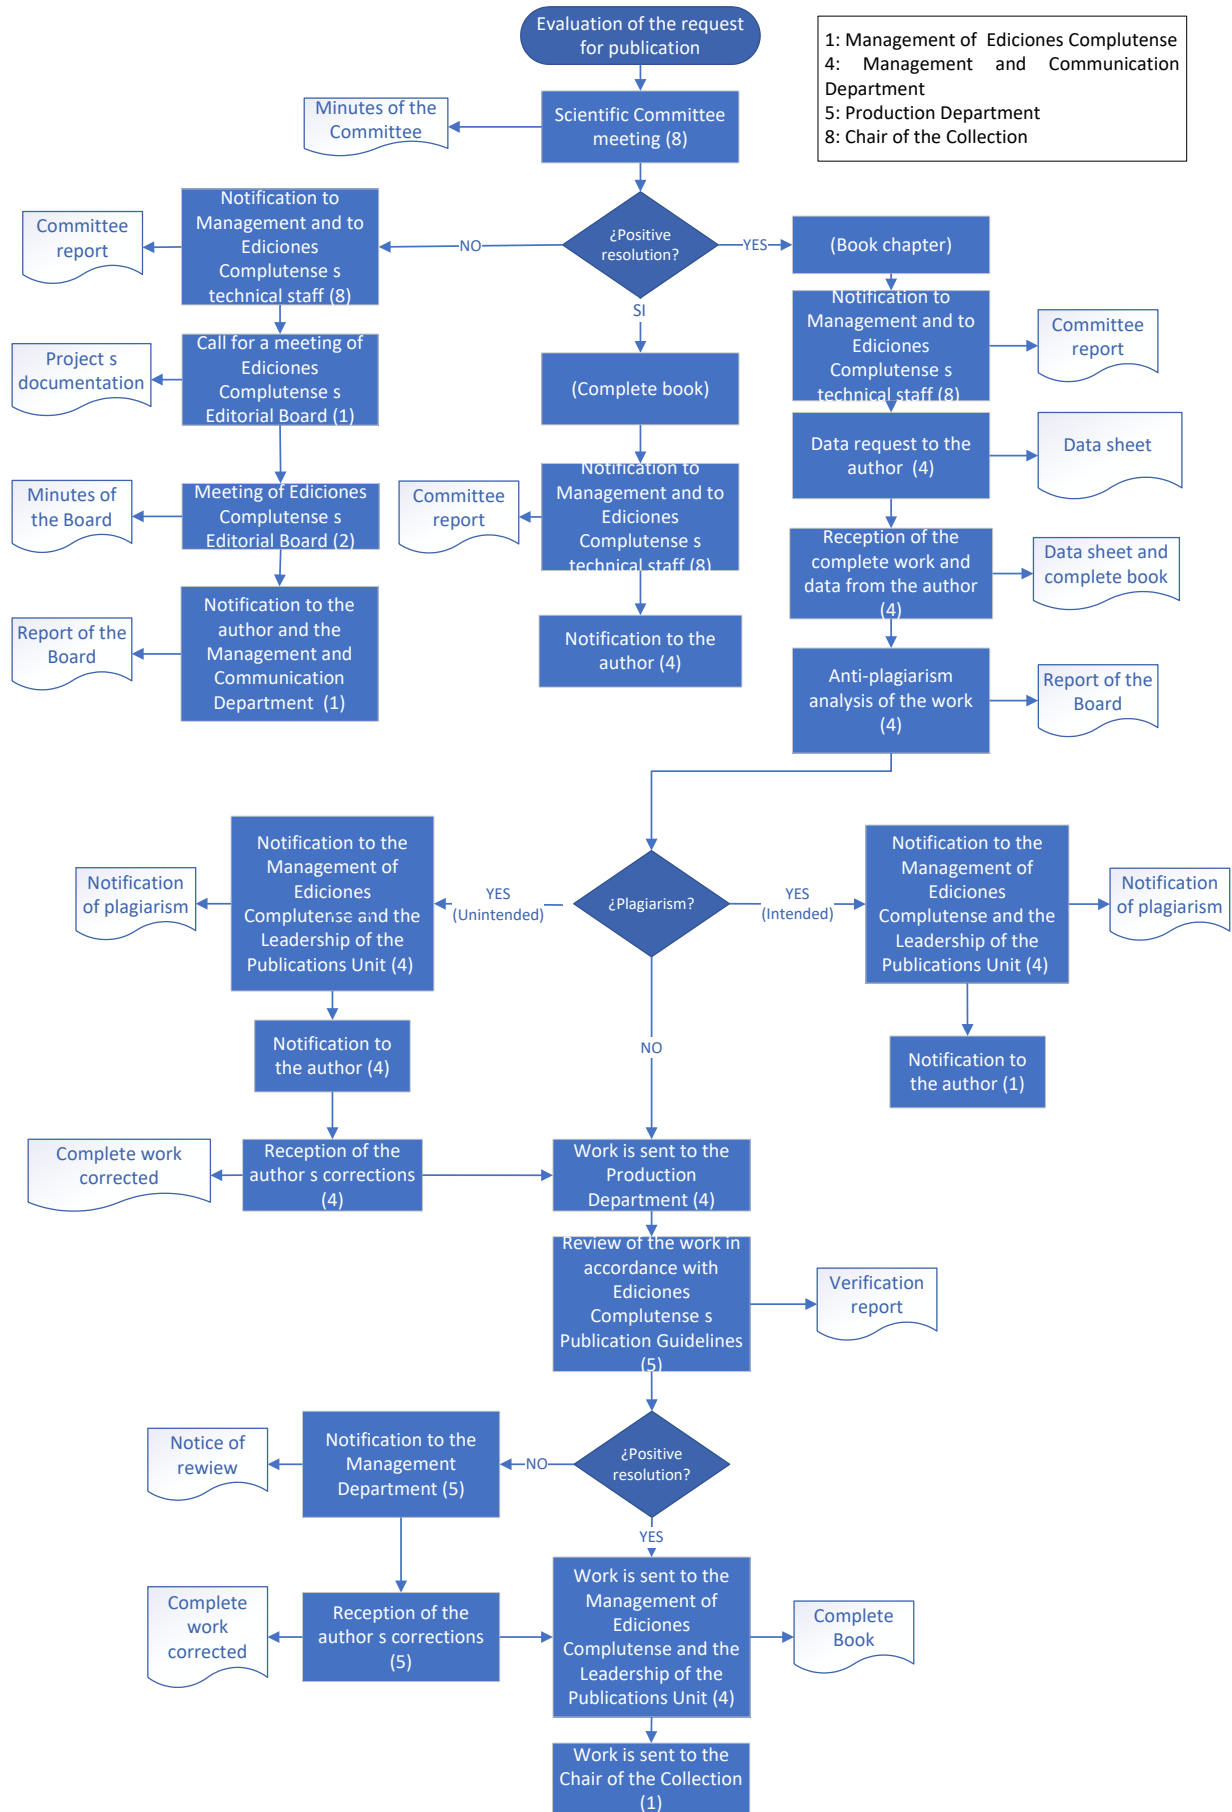 Evaluation of the request
for publication
1: Management of Ediciones Complutense
4: Management and Communication
Department
5: Production Department
8: Chair of the Collection
Minutes of the
Committee
Scientific Committee
meeting (8)
Committee
report
Notification to
Management and to
Ediciones
Complutense s
technical staff (8)
NO
¿Positive
resolution?
YES
(Book chapter)
SI
Project s
documentation
Call for a meeting of
Ediciones
Complutense s
Editorial Board (1)
(Complete book)
Notification to
Management and to
Ediciones
Complutense s
technical staff (8)
Committee
report
Data request to the
author (4)
Data sheet
Minutes of
the Board
Meeting of Ediciones
Complutense s
Editorial Board (2)
Committee
report
Notification to
Management and to
Ediciones
Complutense s
technical staff (8)
Reception of the
complete work and
data from the author
(4)
Data sheet and
complete book
Report of the
Board
Notification to the
author and the
Management and
Communication
Department (1)
Notification to the
author (4)
Anti-plagiarism
analysis of the work
(4)
Report of the
Board
Notification
of plagiarism
Notification to the
Management of
Ediciones
Complutense and the
Leadership of the
Publications Unit (4)
YES
(Unintended)
¿Plagiarism?
YES
(Intended)
Notification to the
Management of
Ediciones
Complutense and the
Leadership of the
Publications Unit (4)
Notification
of plagiarism
Notification to
the author (4)
NO
Notification to
the author (1)
Complete work
corrected
Reception of the
author s corrections
(4)
Work is sent to the
Production
Department (4)
Review of the work in
accordance with
Ediciones
Complutense s
Publication Guidelines
(5)
Verification
report
Notice of
rewiew
Notification to the
Management
Department (5)
NO
¿Positive
resolution?
YES
Complete
work
corrected
Reception of the
author s corrections
(5)
Work is sent to the
Management of
Ediciones
Complutense and the
Leadership of the
Publications Unit (4)
Complete
Book
Work is sent to the
Chair of the Collection
(1)